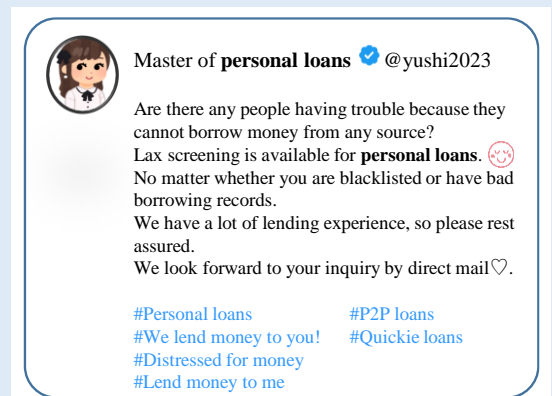 Master of personal loans @yushi2023
Are there any people having trouble because they
cannot borrow money from any source?
Lax screening is available for personal loans.
No matter whether you are blacklisted or have bad
borrowing records.
We have a lot of lending experience, so please rest
assured.
We look forward to your inquiry by direct mail♡.
#Personal loans #P2P loans
#We lend money to you! #Quickie loans
#Distressed for money
#Lend money to me